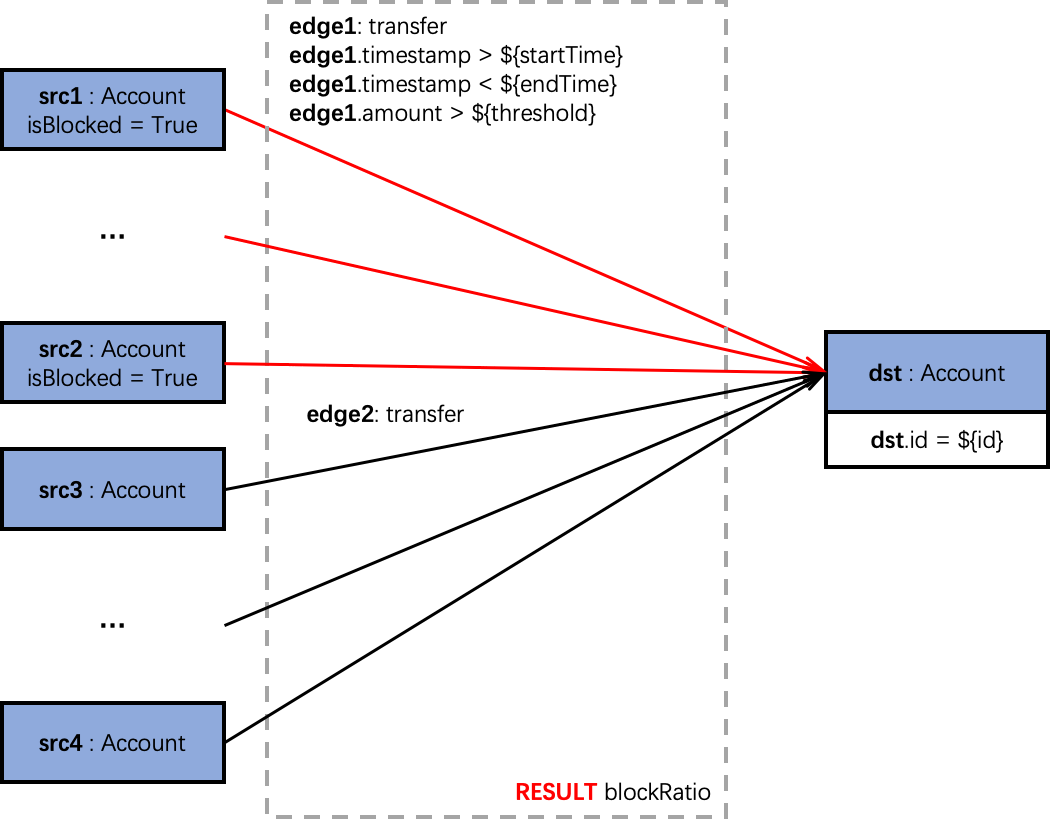 edge1: transfer
edge1.timestamp > ${startTime}
edge1.timestamp < ${endTime}
edge1.amount > ${threshold}
src1 : Account
isBlocked = True
...
src2 : Account
isBlocked = True
dst : Account
dst.id = ${id}
edge2: transfer
src3 : Account
...
src4 : Account
RESULT blockRatio